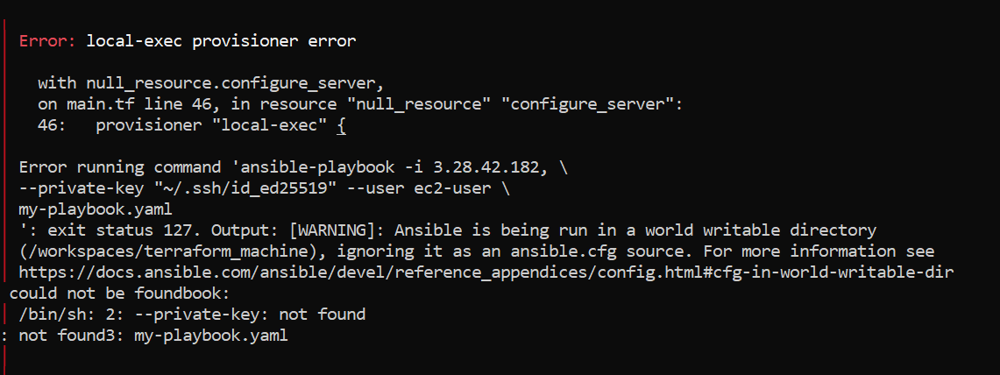 Error: local-exec provisioner error
with null_resource.configure_server,
on main.tf line 46, in resource "null_resource" "configure_server":
46:   provisioner "local-exec" {
Error running command 'ansible-playbook -i 3.28.42.182, \
--private-key "~/.ssh/id_ed25519" --user ec2-user \
my-playbook.yaml
': exit status 127. Output: [WARNING]: Ansible is being run in a world writable directory
(/workspaces/terraform_machine), ignoring it as an ansible.cfg source. For more information see
https://docs.ansible.com/ansible/devel/reference_appendices/config.html#cfg-in-world-writable-dir
could not be foundbook:
/bin/sh: 2: --private-key: not found
: not found3: my-playbook.yaml